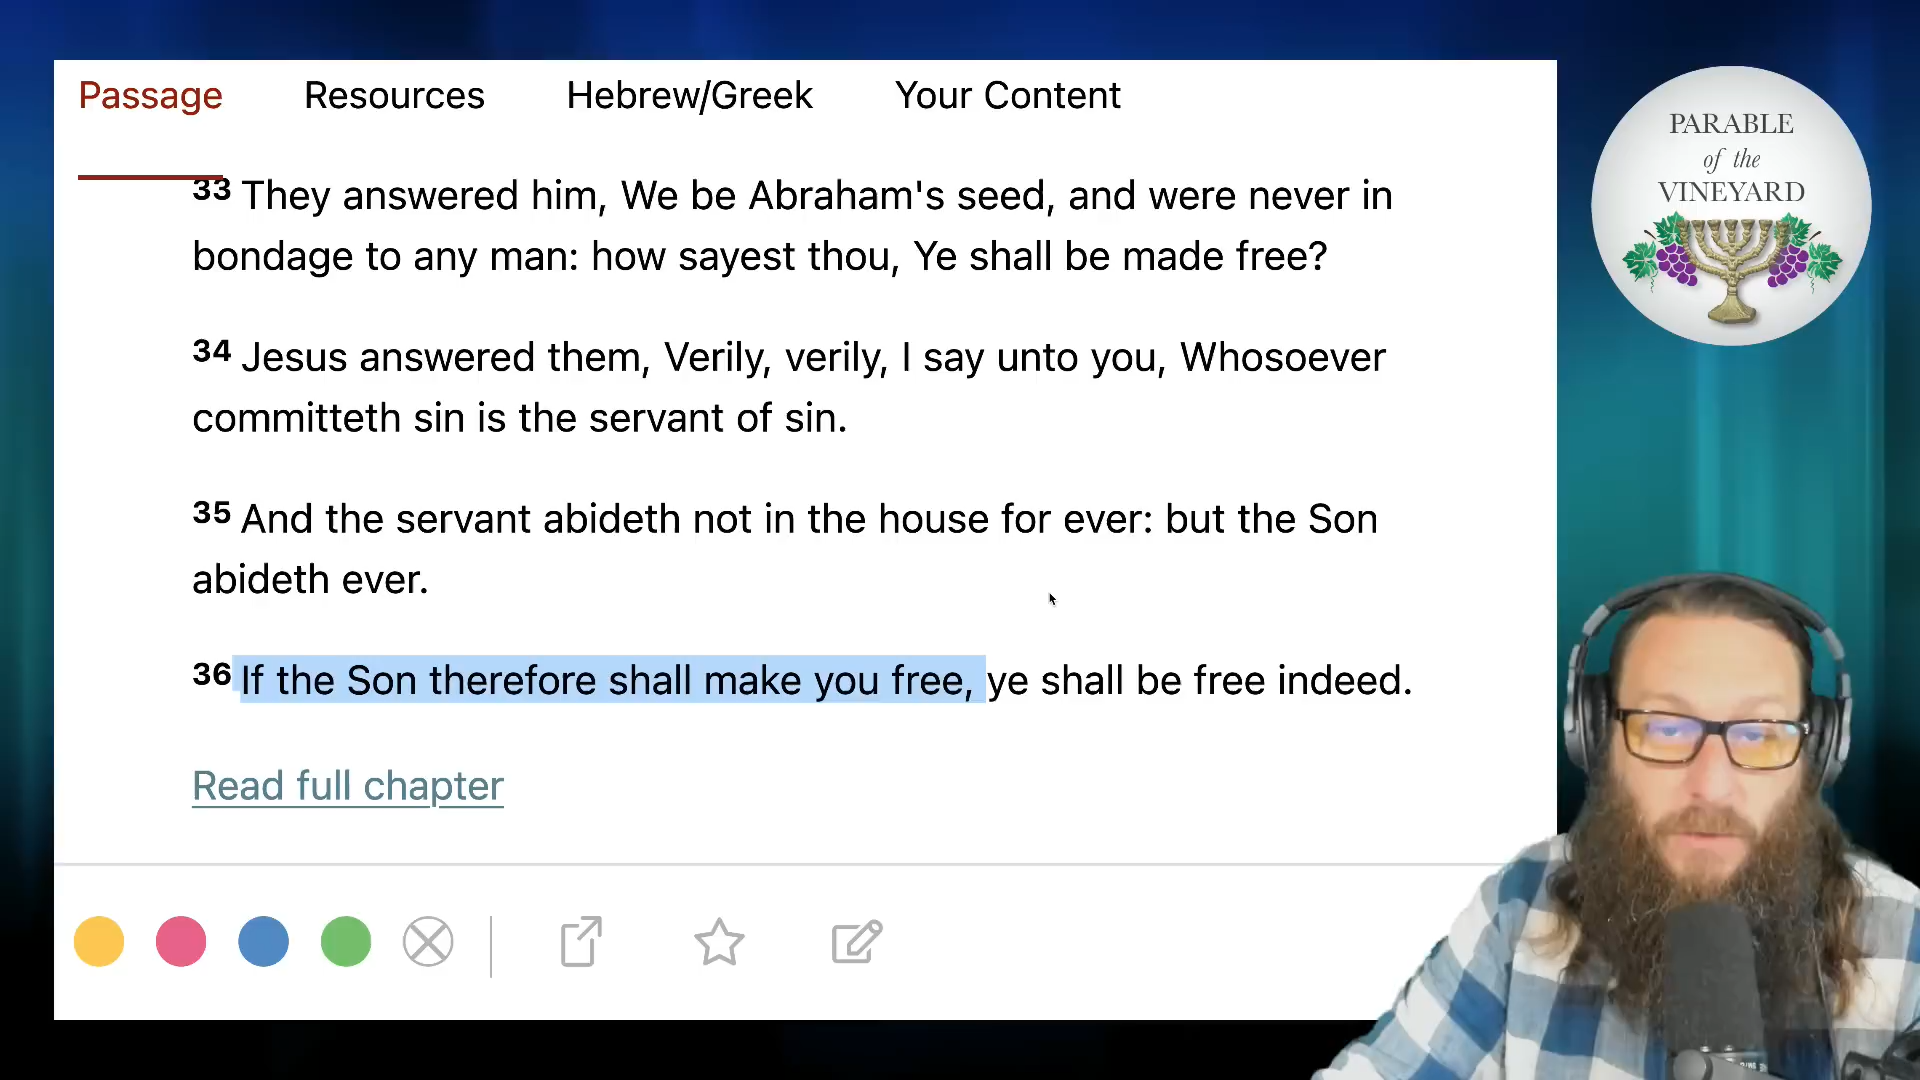 Passage Resources Hebrew/Greek Your Content
33 They answered him, We be Abraham's seed, and were never in
bondage to any man: how sayest thou, Ye shall be made free?
34 Jesus answered them, Verily, verily, I say unto you, Whosoever
committeth sin is the servant of sin.
35 And the servant abideth not in the house for ever: but the Son
abideth ever.
36 If the Son therefore shall make you free, ye shall be free indeed.
Read full chapter
PARABLE
of the
VINEYARD